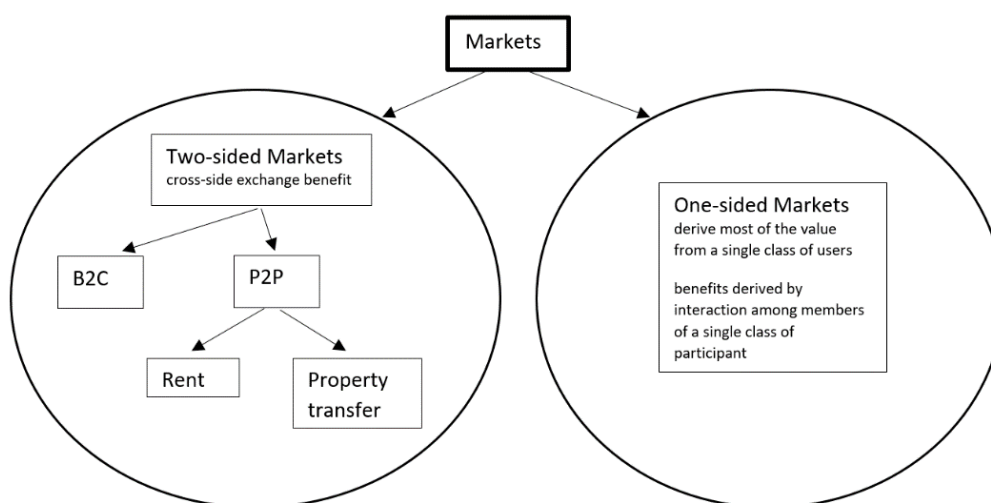 Markets
Two-sided Markets
cross-side exchange benefit
B2C
P2P
Rent
Property
transfer
One-sided Markets
derive most of the value
from a single class of users
benefits derived by
interaction among members
of a single class of
participant